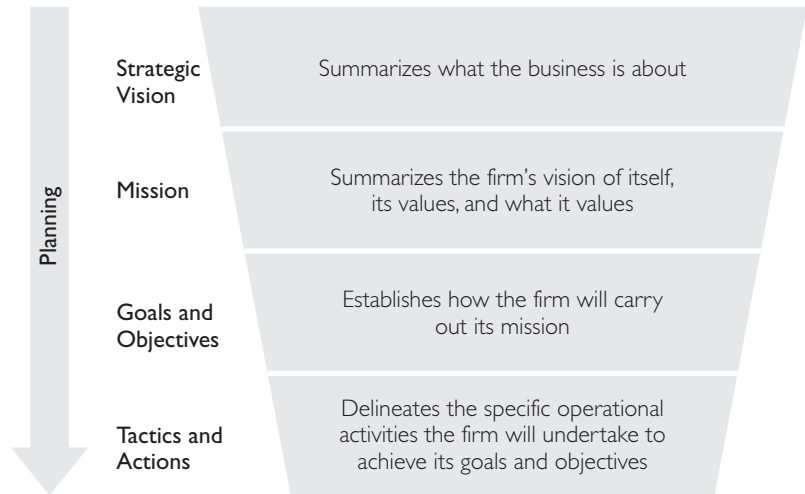 Planning
Strategic
Vision
Summarizes what the business is about
Mission
Summarizes the firm's vision of itself,
its values, and what it values
Goals and
Objectives
Establishes how the firm will carry
out its mission
Tactics and
Actions
Delineates the specific operational
activities the firm will undertake to
achieve its goals and objectives